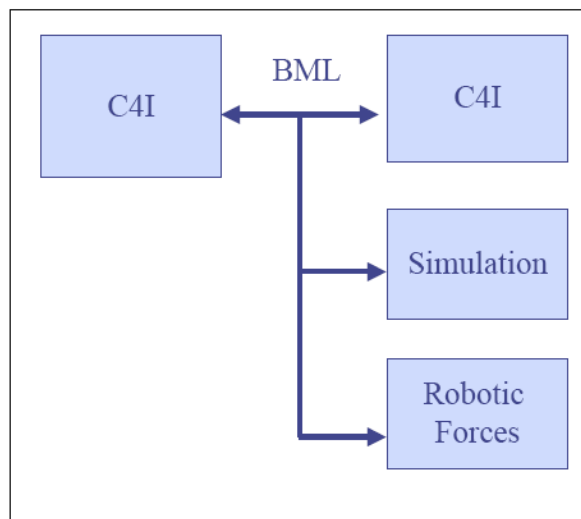 C4I
BML
C4I
Simulation
Robotic
Forces